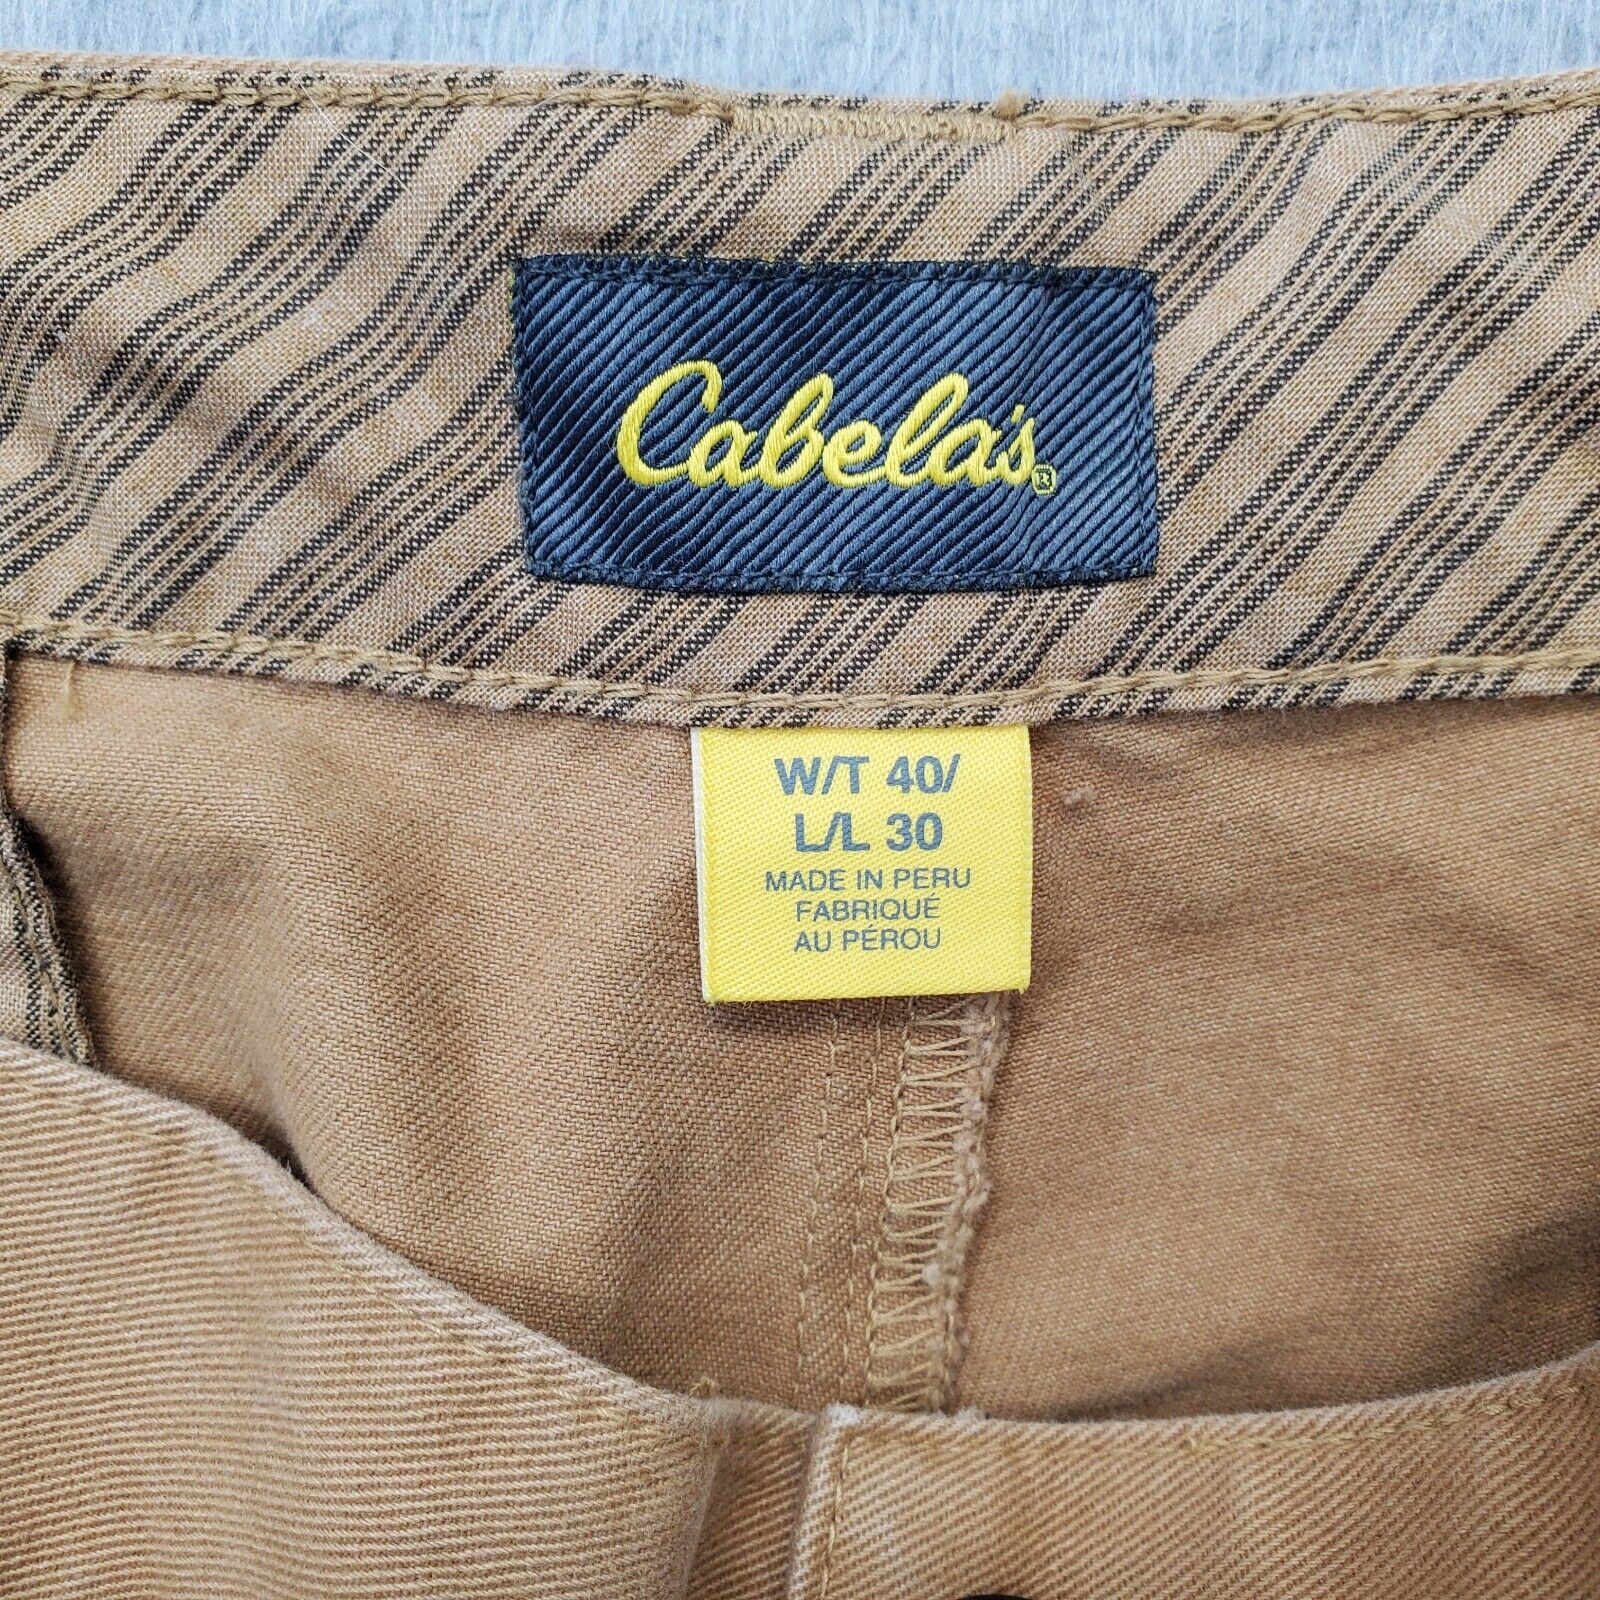 Cabela's®
W/T 40/
L/L 30
MADE IN PERU
FABRIQUÉ
AU PÉROU